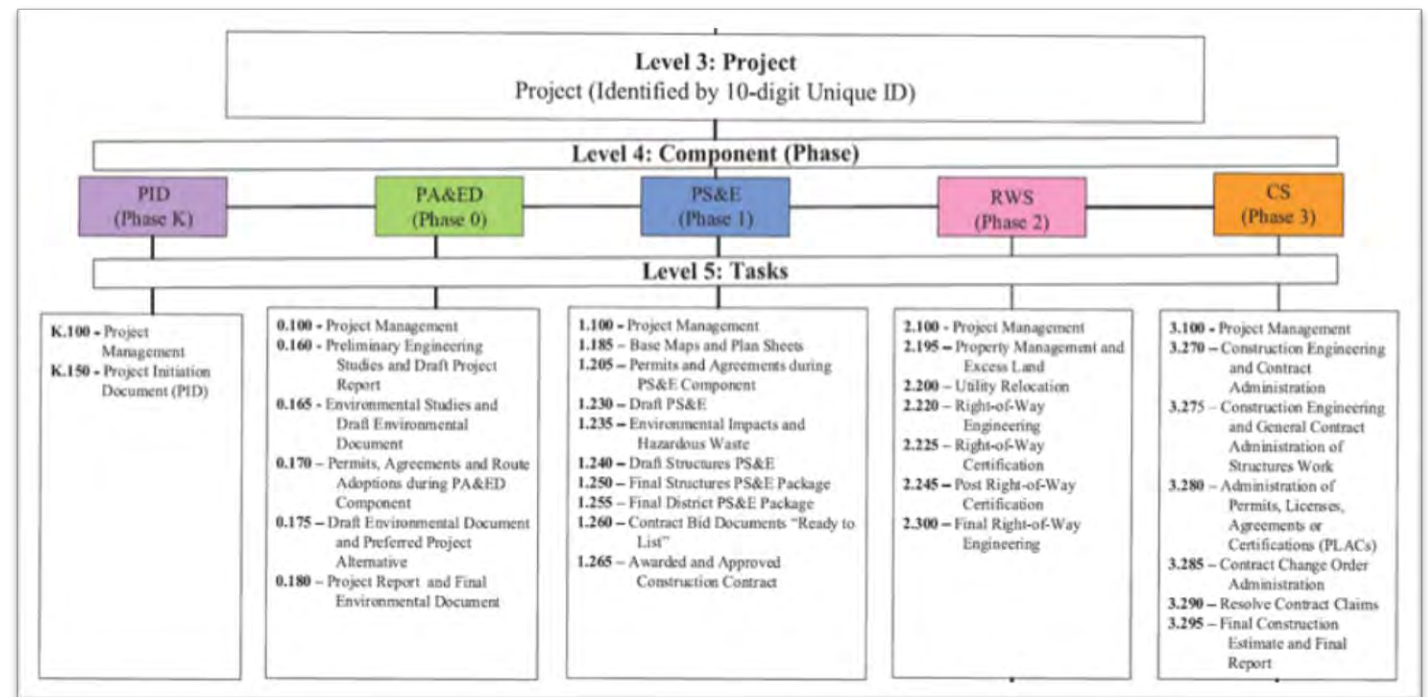 Level 3: Project
Project (Identified by 10-digit Unique ID)
Level 4: Component (Phase)
PID
(Phase K)
PA&ED
(Phase 0)
PS&E
(Phase 1)
RWS
(Phase 2)
CS
(Phase 3)
Level 5: Tasks
K.100 - Project
Management
K.150 - Project Initiation
Document (PID)
0.100 - Project Management
0.160 - Preliminary Engineering
Studies and Draft Project
Report
0.165 - Environmental Studies and
Draft Environmental
Document
0.170 – Permits, Agreements and Route
Adoptions during PA&ED
Component
0.175 – Draft Environmental Document
and Preferred Project
Alternative
0.180 – Project Report and Final
Environmental Document
1.100 - Project Management
1.185 – Base Maps and Plan Sheets
1.205 – Permits and Agreements during
PS&E Component
1.230 – Draft PS&E
1.235 – Environmental Impacts and
Hazardous Waste
1.240 – Draft Structures PS&E
1.250 – Final Structures PS&E Package
1.255 – Final District PS&E Package
1.260 – Contract Bid Documents “Ready to
List”
1.265 – Awarded and Approved
Construction Contract
2.100 - Project Management
2.195 – Property Management and
Excess Land
2.200 – Utility Relocation
2.220 – Right-of-Way
Engineering
2.225 – Right-of-Way
Certification
2.245 – Post Right-of-Way
Certification
2.300 – Final Right-of-Way
Engineering
3.100 - Project Management
3.270 – Construction Engineering
and Contract
Administration
3.275 – Construction Engineering
and General Contract
Administration of
Structures Work
3.280 – Administration of
Permits, Licenses,
Agreements or
Certifications (PLACs)
3.285 – Contract Change Order
Administration
3.290 – Resolve Contract Claims
3.295 – Final Construction
Estimate and Final
Report